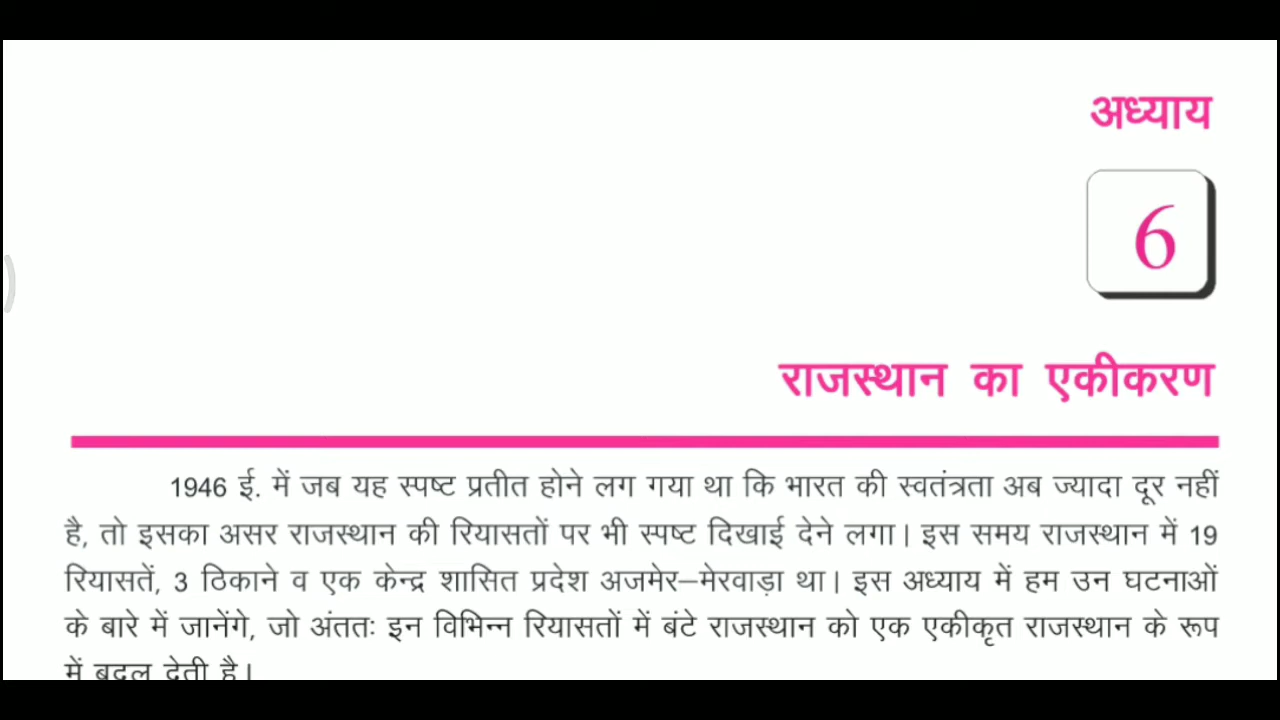 अध्याय
6
राजस्थान का एकीकरण
1946 ई. में जब यह स्पष्ट प्रतीत होने लग गया था कि भारत की स्वतंत्रता अब ज्यादा दूर नहीं
है, तो इसका असर राजस्थान की रियासतों पर भी स्पष्ट दिखाई देने लगा। इस समय राजस्थान में 19
रियासतें, 3 ठिकाने व एक केन्द्र शासित प्रदेश अजमेर–मेरवाड़ा था। इस अध्याय में हम उन घटनाओं
के बारे में जानेंगे, जो अंततः इन विभिन्न रियासतों में बंटे राजस्थान को एक एकीकृत राजस्थान के रूप
में बदल देती है।